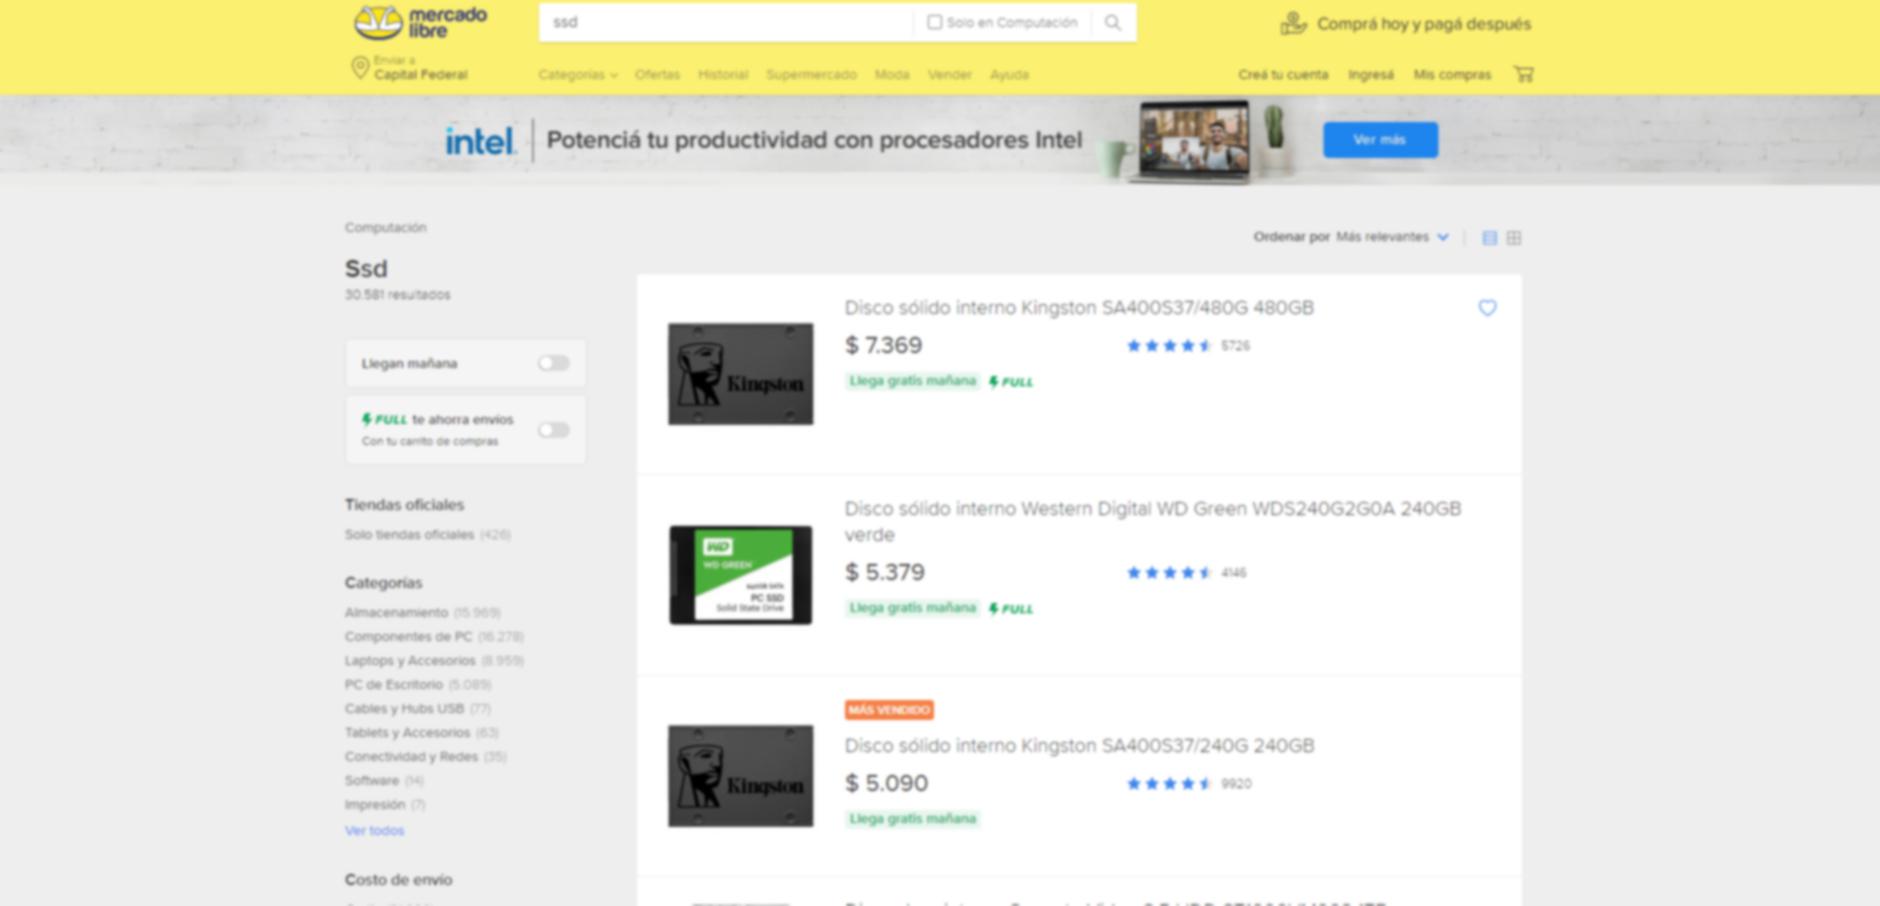 mercado
libre
ssd
Solo en Computación
Comprá hoy y pagá después
Enviar a
Capital Federal
Categorías
Ofertas
Historial
Supermercado
Moda
Vender
Ayuda
Creá tu cuenta
Ingresá
Mis compras
intel
Potenciá tu productividad con procesadores Intel
Ver más
Computación
Ssd
30.581 resultados
Ordenar por Más relevantes
Llegan mañana
FULL te ahorra envíos
Con tu carrito de compras
Tiendas oficiales
Solo tiendas oficiales (426)
Categorías
Almacenamiento (15.969)
Componentes de PC (16.278)
Laptops y Accesorios (8.959)
PC de Escritorio (5.089)
Cables y Hubs USB (77)
Tablets y Accesorios (63)
Conectividad y Redes (35)
Software (14)
Impresión (7)
Ver todos
Costo de envío
Kingston
Disco sólido interno Kingston SA400S37/480G 480GB
$ 7.369
5726
Llega gratis mañana FULL
WD
WD GREEN
PC SSD
Solid State Drive
Disco sólido interno Western Digital WD Green WDS240G2G0A 240GB
verde
$ 5.379
4146
Llega gratis mañana FULL
MÁS VENDIDO
Kingston
Disco sólido interno Kingston SA400S37/240G 240GB
$ 5.090
9920
Llega gratis mañana